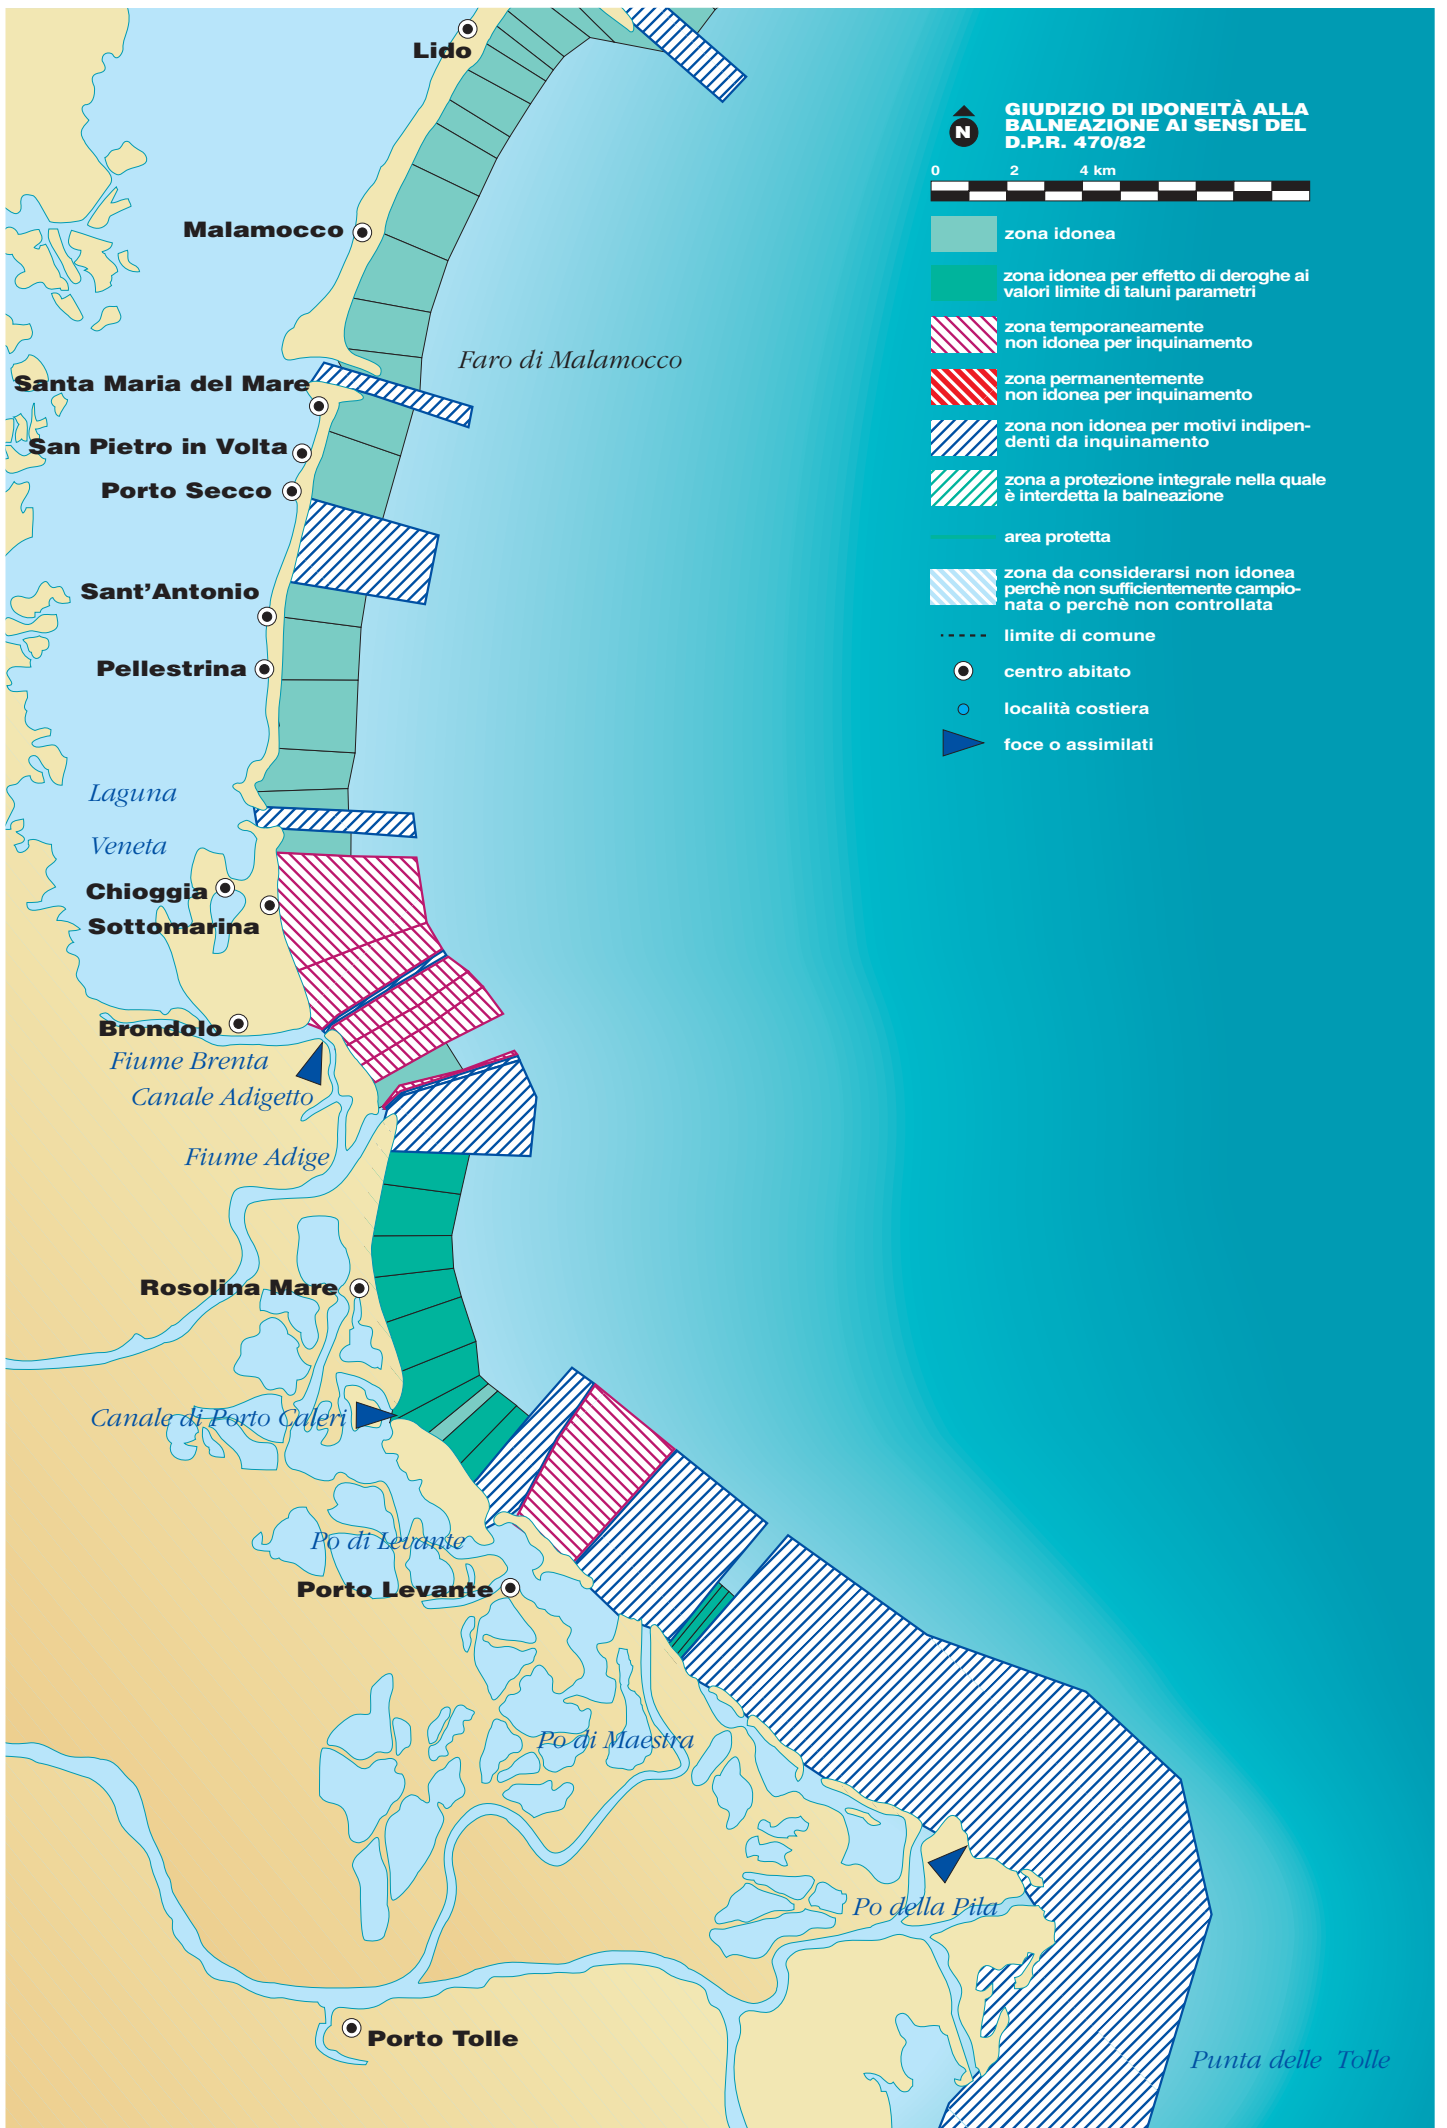 Lido
GIUDIZIO DI IDONEITÀ ALLA
BALNEAZIONE AI SENSI DEL
D.P.R. 470/82
N
0 2 4 km
zona idonea
zona idonea per effetto di deroghe ai
valori limite di taluni parametri
zona temporaneamente
non idonea per inquinamento
zona permanentemente
non idonea per inquinamento
zona non idonea per motivi indipen-
denti da inquinamento
zona a protezione integrale nella quale
è interdetta la balneazione
area protetta
zona da considerarsi non idonea
perchè non sufficientemente campio-
nata o perchè non controllata
limite di comune
centro abitato
località costiera
foce o assimilati
Malamocco
Faro di Malamocco
Santa Maria del Mare
San Pietro in Volta
Porto Secco
Sant'Antonio
Pellestrina
Laguna
Veneta
Chioggia
Sottomarina
Brondolo
Fiume Brenta
Canale Adigetto
Fiume Adige
Rosolina Mare
Canale di Porto Caleri
Po di Levante
Porto Levante
Po di Maestra
Po della Pila
Porto Tolle
Punta delle Tolle